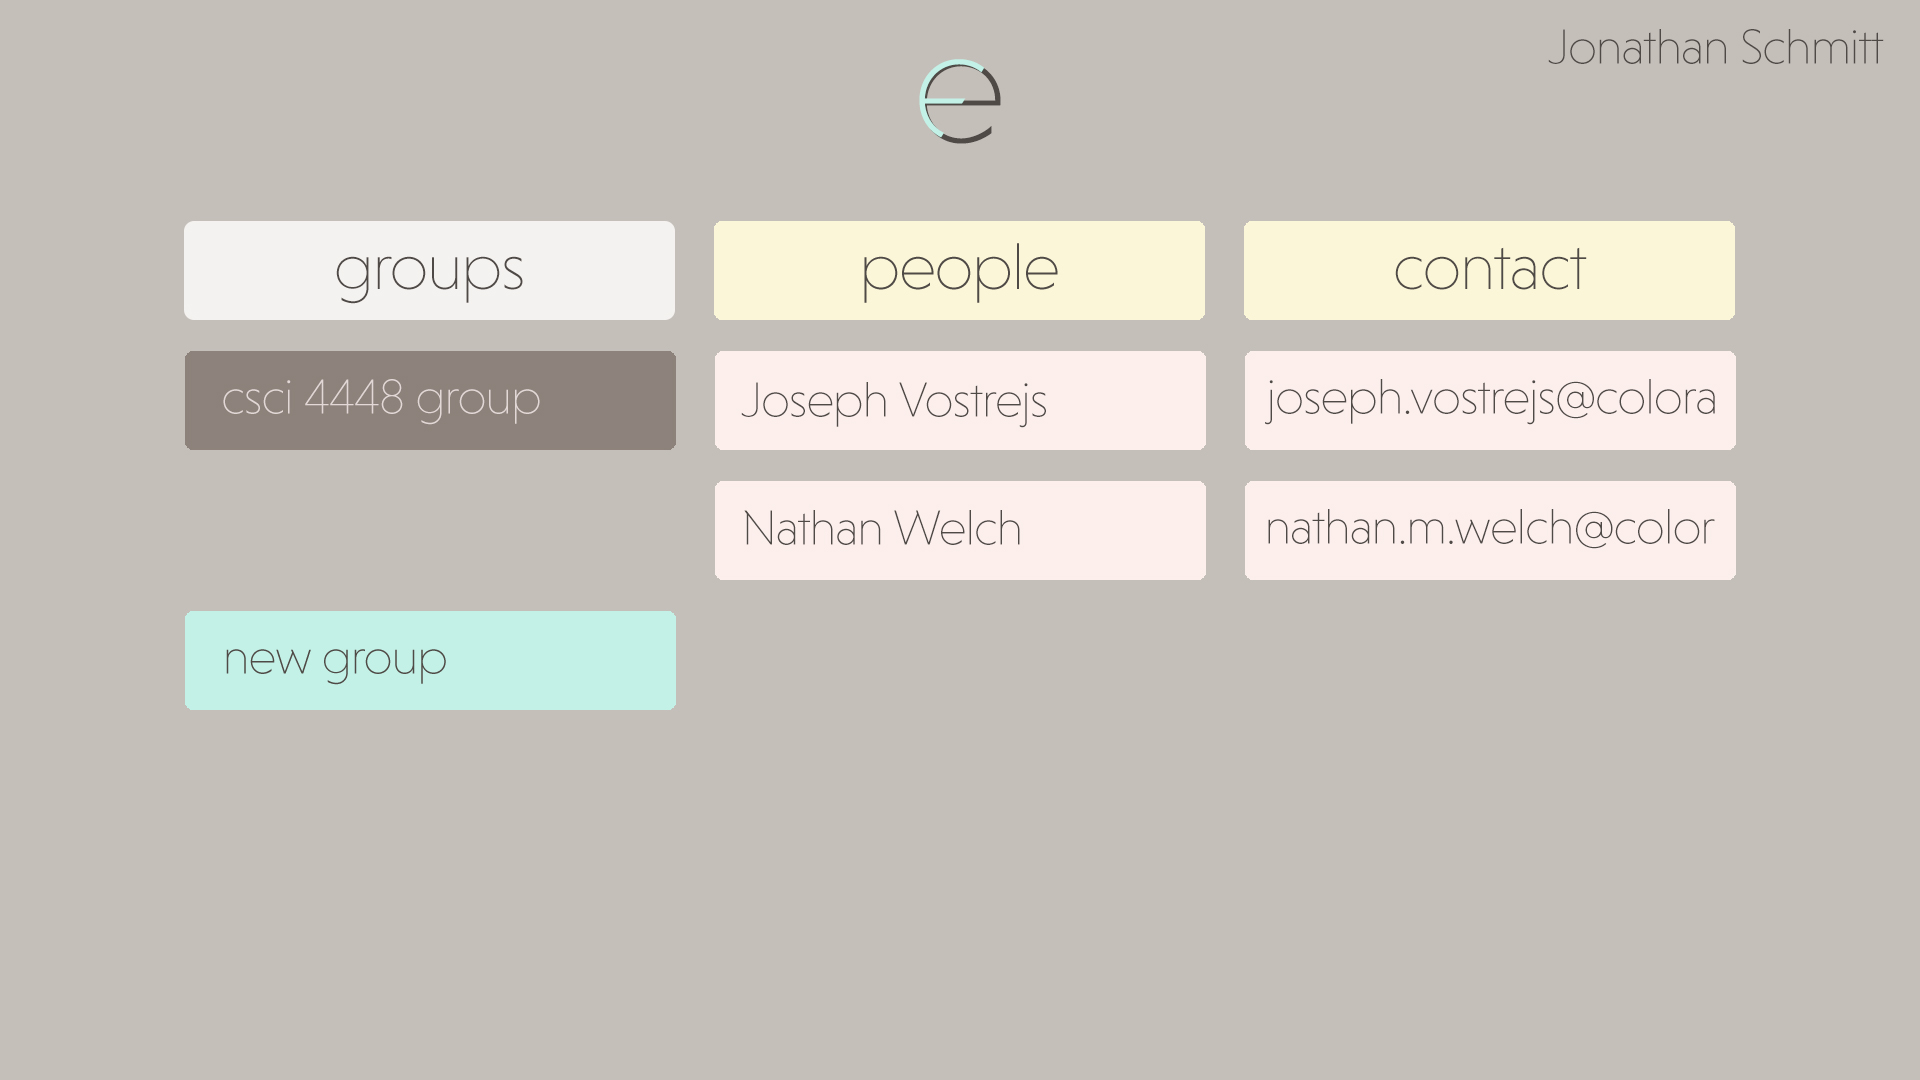 Jonathan Schmitt
e
groups
people
contact
csci 4448 group
Joseph Vostrejs
joseph.vostrejs@colora
Nathan Welch
nathan.m.welch@color
new group